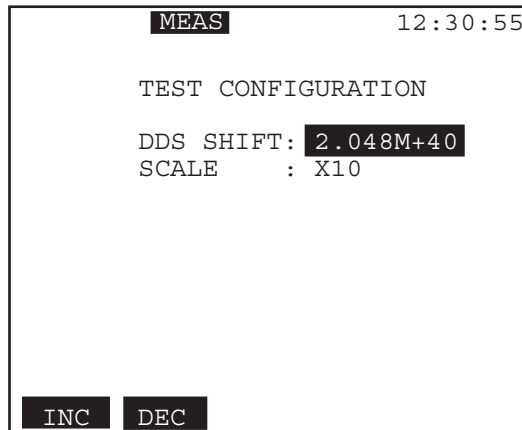 MEAS 12:30:55
TEST CONFIGURATION
DDS SHIFT: 2.048M+40
SCALE : X10
INC DEC